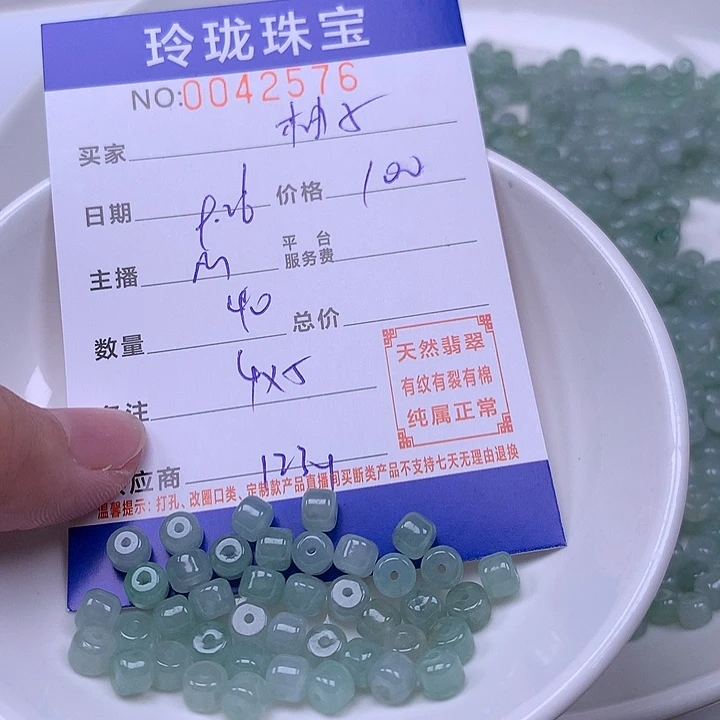 玲珑珠宝
NO:0042576
买家
日期 9.26 价格 100
主播 M 平台服务费
数量 40 总价
备注 4x5
天然翡翠
有纹有裂有棉
纯属正常
应商
温馨提示：打孔、改圈口类、定制款产品直播间买断类产品不支持七天无理由退换